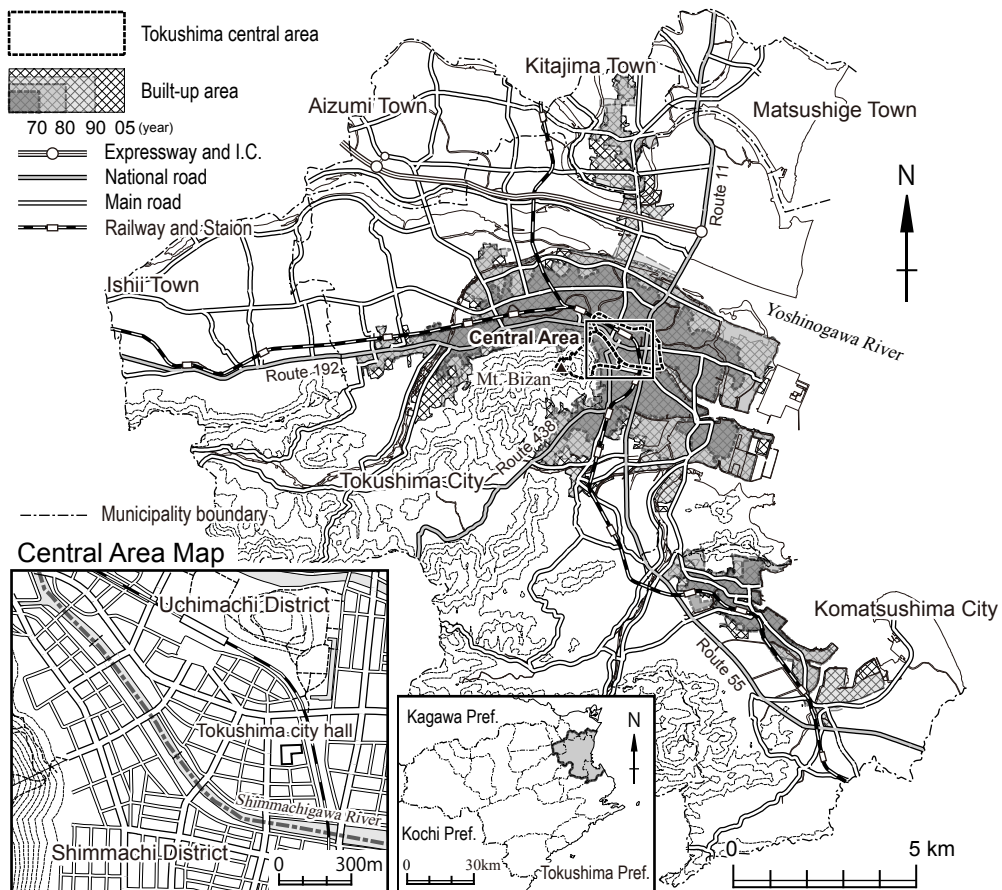 Tokushima central area
Built-up area
70 80 90 05 (year)
Expressway and I.C.
National road
Main road
Railway and Staion
Municipality boundary
Kitajima Town
Aizumi Town
Matsushige Town
Route 11
N
Ishii Town
Yoshinogawa River
Central Area
Route 192
Mt. Bizan
Route 438
Tokushima City
Komatsushima City
Route 55
0 5 km
Central Area Map
Uchimachi District
Tokushima city hall
Shimmachigawa River
Shimmachi District
0 300m
Kagawa Pref.
N
Kochi Pref.
0 30km
Tokushima Pref.